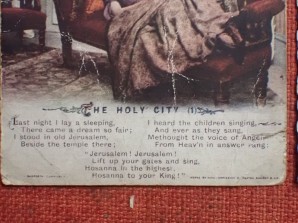 THE HOLY CITY (1).
Last night I lay a sleeping,
There came a dream so fair;
I stood in old Jerusalem,
Beside the temple there;
I heard the children singing,
And ever as they sang,
Methought the voice of Angels
From Heav'n in answer rang:
"Jerusalem! Jerusalem!
Lift up your gates and sing,
Hosanna in the highest,
Hosanna to your King!"